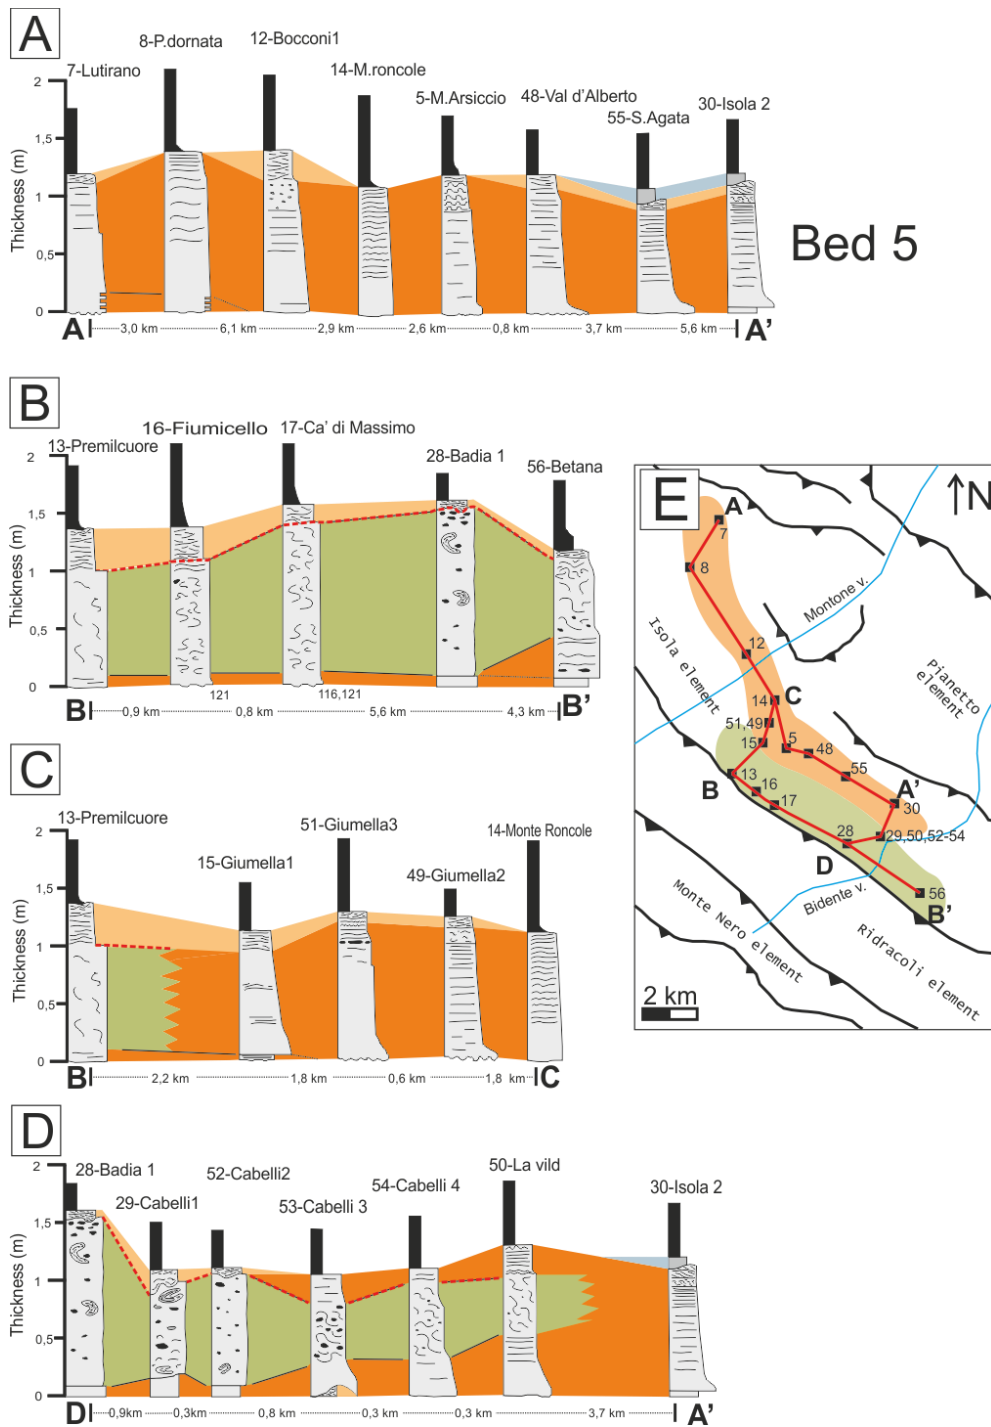 A
8-P.dornata
12-Bocconi1
7-Lutirano
14-M.roncole
5-M.Arsiccio
48-Val d'Alberto
55-S.Agata
30-Isola 2
Thickness (m)
2
1,5
1
0,5
0
Bed 5
A
3,0 km
6,1 km
2,9 km
2,6 km
0,8 km
3,7 km
5,6 km
A'
B
13-Premilcuore
16-Fiumicello
17-Ca' di Massimo
28-Badia 1
56-Betana
Thickness (m)
2
1,5
1
0,5
0
121
116,121
B
0,9 km
0,8 km
5,6 km
4,3 km
B'
C
13-Premilcuore
15-Giumella1
51-Giumella3
49-Giumella2
14-Monte Roncole
Thickness (m)
2
1,5
1
0,5
0
B
2,2 km
1,8 km
0,6 km
1,8 km
C
D
28-Badia 1
29-Cabelli1
52-Cabelli2
53-Cabelli 3
54-Cabelli 4
50-La vild
30-Isola 2
Thickness (m)
2
1,5
1
0,5
0
D
0,9km
0,3km
0,8 km
0,3 km
0,3 km
3,7 km
A'
E
N
A
7
8
Montone v.
Isola element
12
Pianetto
element
14
C
51,49
15
5
48
55
13
B
16
17
A'
30
28
29,50,52-54
D
Bidente v.
56
B'
Monte Nero element
Ridracoli element
2 km